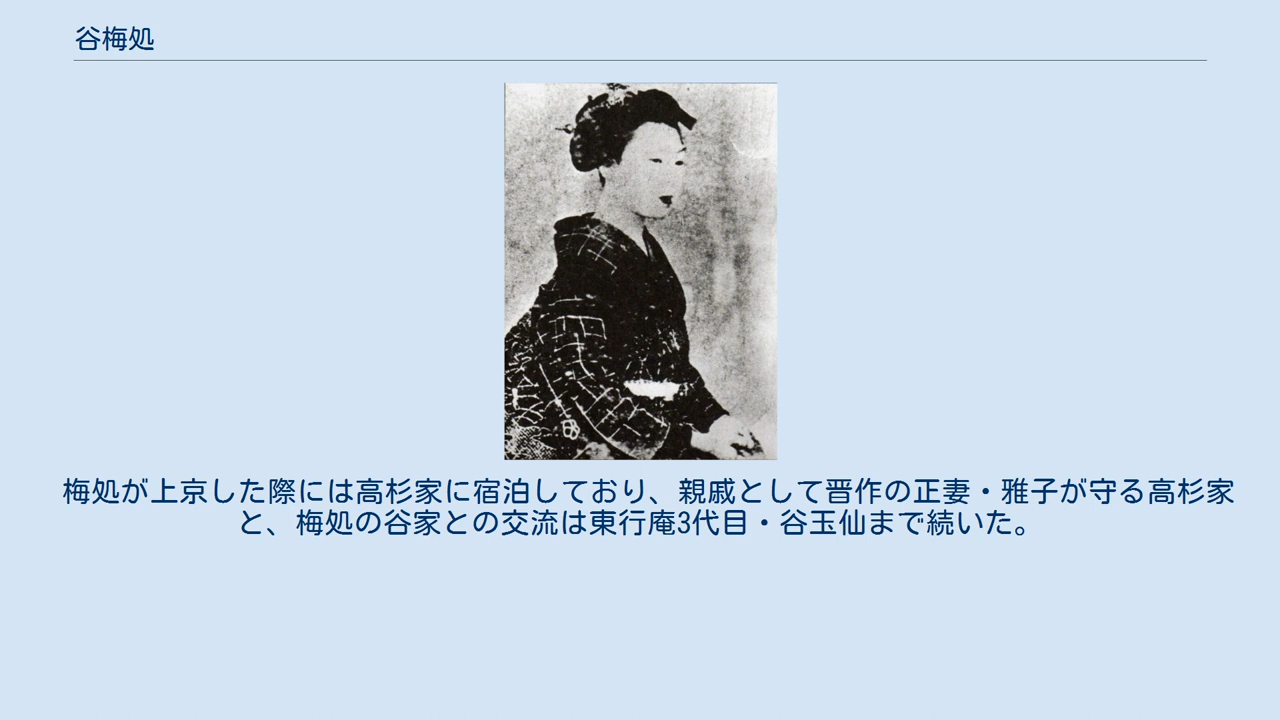 谷梅処
梅処が上京した際には高杉家に宿泊しており、親戚として晋作の正妻・雅子が守る高杉家
と、梅処の谷家との交流は東行庵3代目・谷玉仙まで続いた。